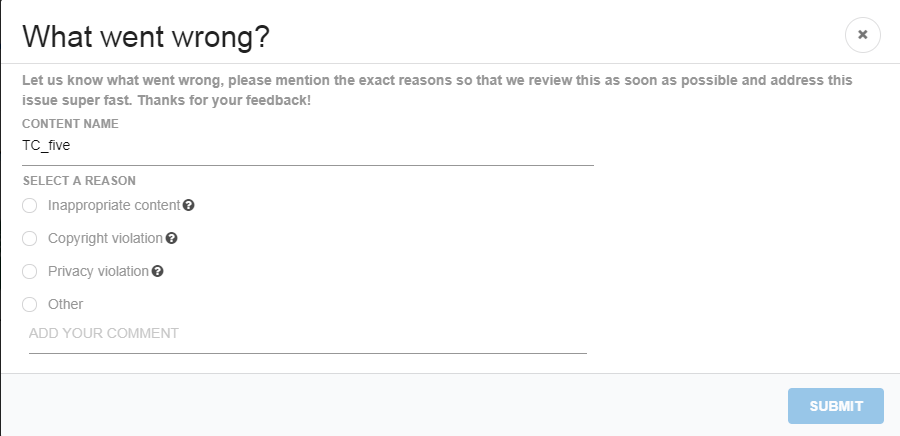 What went wrong?
Let us know what went wrong, please mention the exact reasons so that we review this as soon as possible and address this
issue super fast. Thanks for your feedback!
CONTENT NAME
TC_five
SELECT A REASON
Inappropriate content
Copyright violation
Privacy violation
Other
ADD YOUR COMMENT
SUBMIT